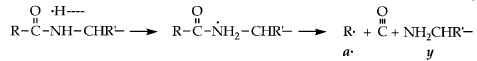 O ·H---- O O
R–C–NH–CHR'– ⟶ R–C–ṄH₂–CHR'– ⟶ R· + C + NH₂CHR'–
a· y